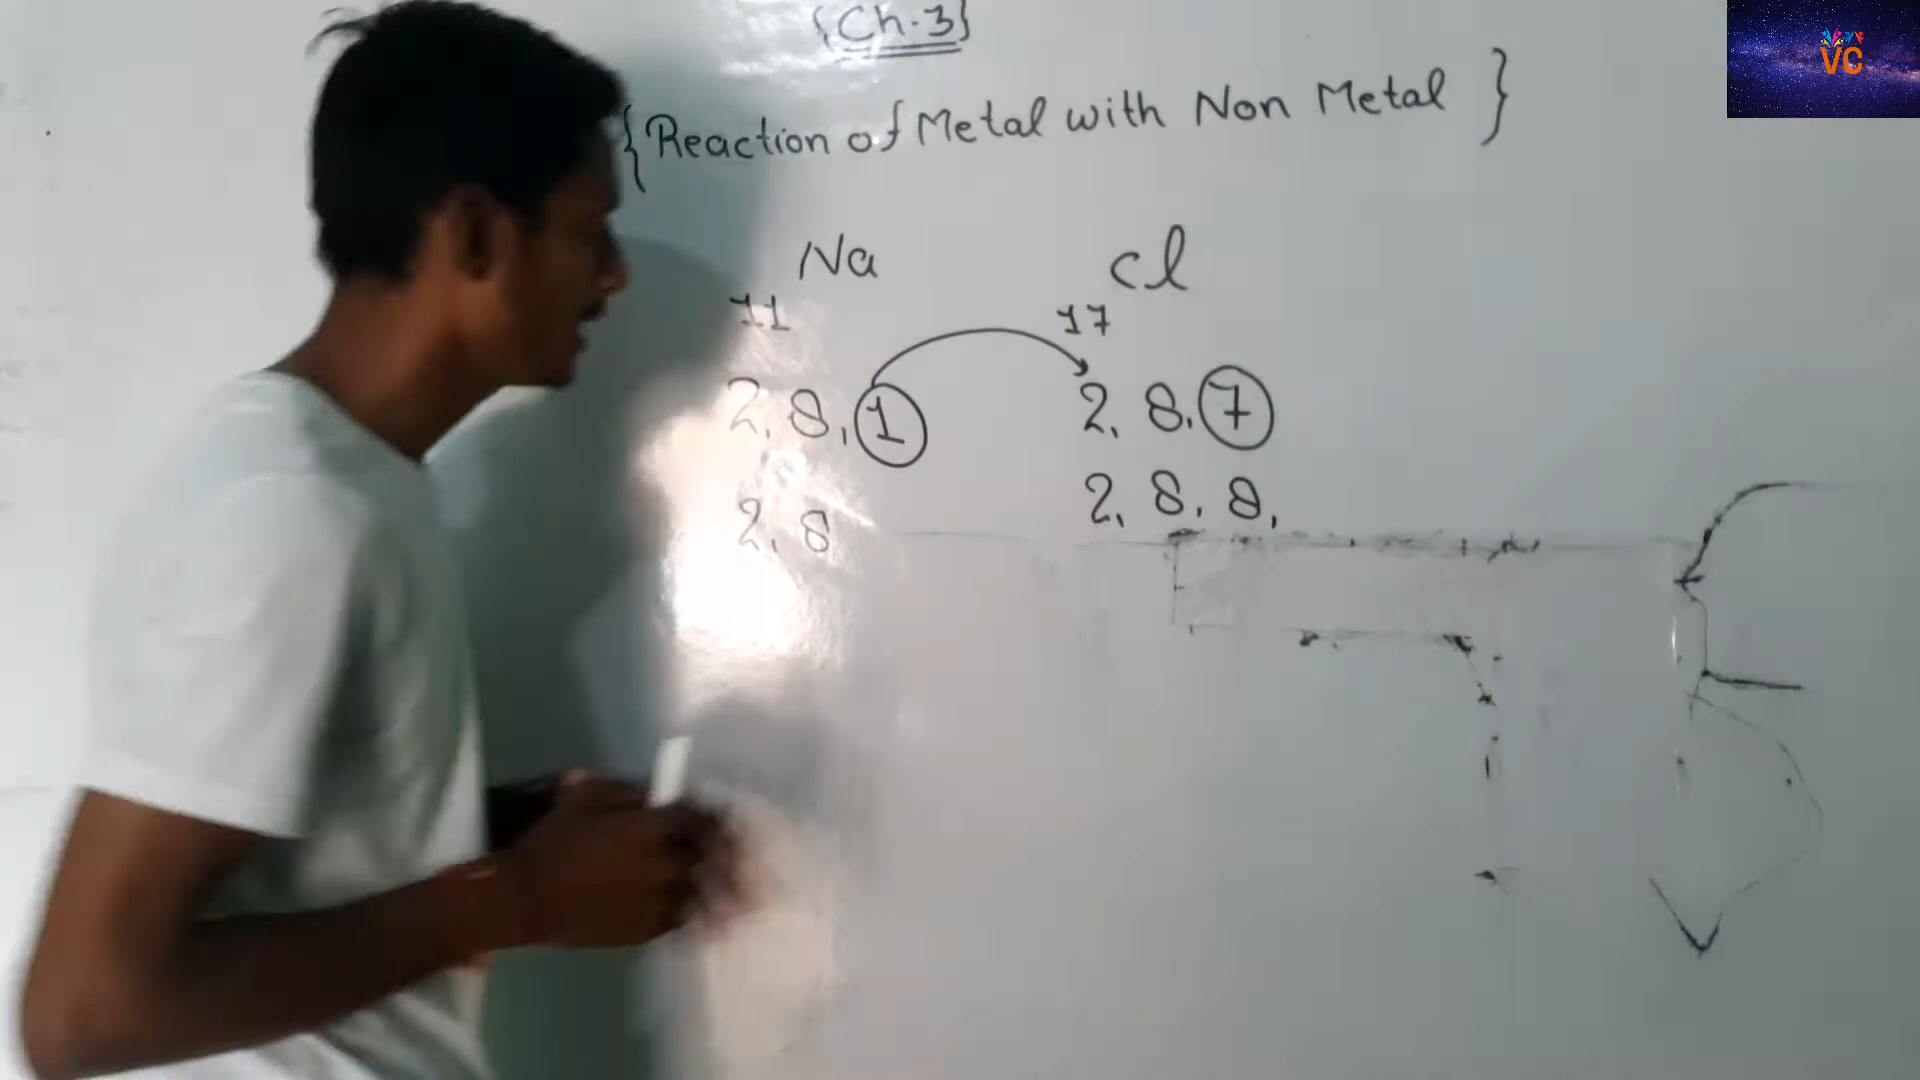 {Ch.3}
{Reaction of Metal with Non Metal}
Na Cl
11 17
2, 8, 1 2, 8, 7
2, 8 2, 8, 8,
VC